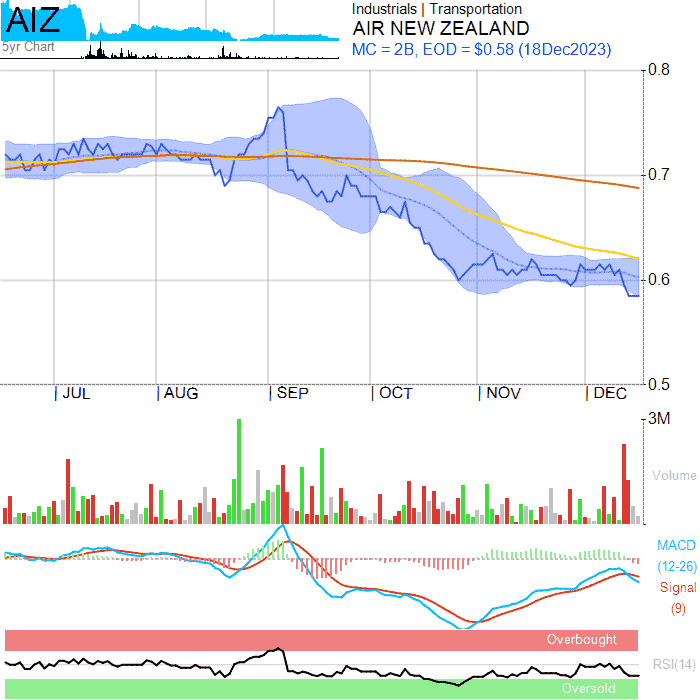 AIZ
5yr Chart
Industrials | Transportation
AIR NEW ZEALAND
MC = 2B, EOD = $0.58 (18Dec2023)
0.8
0.7
0.6
0.5
JUL
AUG
SEP
OCT
NOV
DEC
3M
Volume
MACD
(12-26)
Signal
(9)
Overbought
RSI(14)
Oversold